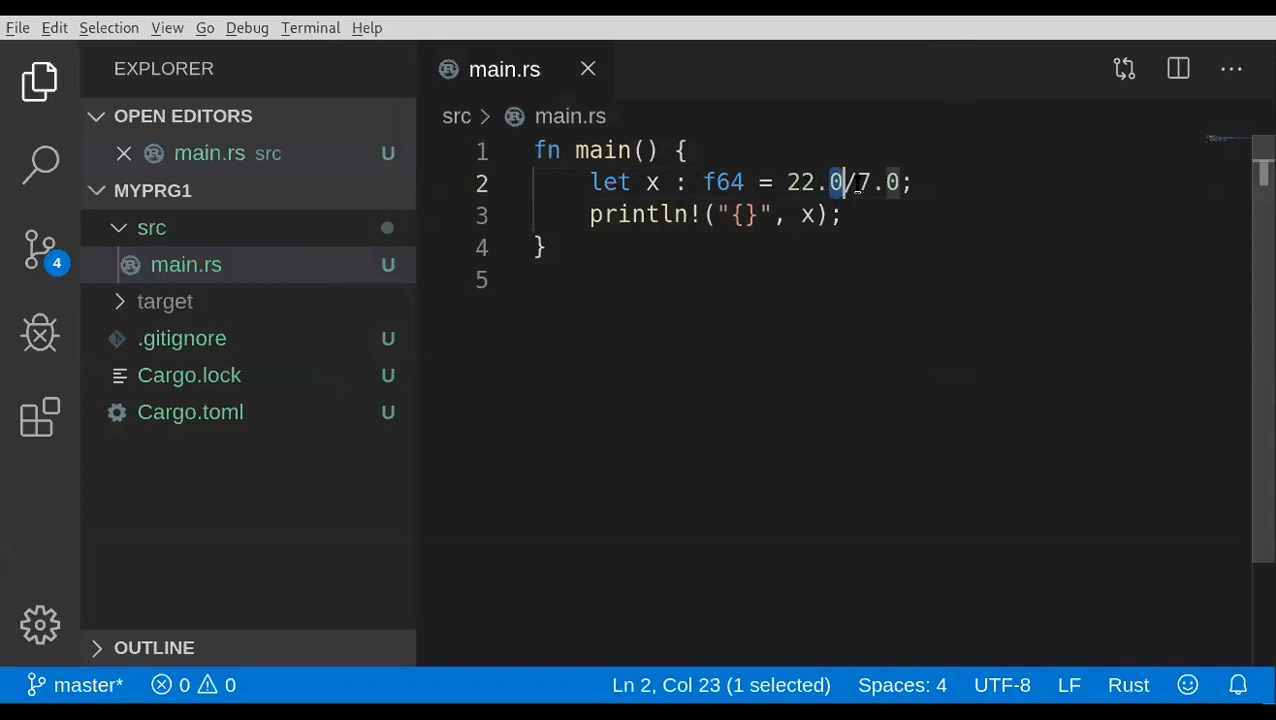 File Edit Selection View Go Debug Terminal Help
EXPLORER
OPEN EDITORS
main.rs src U
MYPRG1
src
main.rs U
target
.gitignore U
Cargo.lock U
Cargo.toml U
OUTLINE
4
main.rs
src > main.rs
1 fn main() {
2 let x : f64 = 22.0/7.0;
3 println!("{}", x);
4 }
5
master* 0 0 Ln 2, Col 23 (1 selected) Spaces: 4 UTF-8 LF Rust